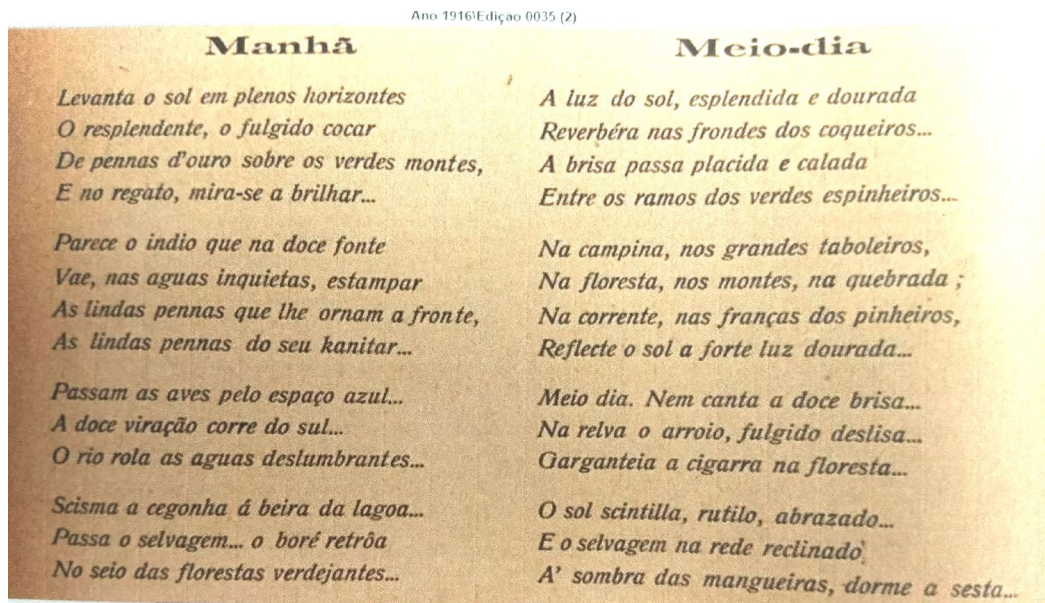 Ano 1916\Edição 0035 (2)
Manhã
Levanta o sol em plenos horizontes
O resplendente, o fulgido cocar
De pennas d'ouro sobre os verdes montes,
E no regato, mira-se a brilhar...
Parece o indio que na doce fonte
Vae, nas aguas inquietas, estampar
As lindas pennas que lhe ornam a fronte,
As lindas pennas do seu kanitar...
Passam as aves pelo espaço azul...
A doce viração corre do sul...
O rio rola as aguas deslumbrantes...
Scisma a cegonha á beira da lagoa...
Passa o selvagem... o boré retrôa
No seio das florestas verdejantes...
Meio-dia
A luz do sol, esplendida e dourada
Reverbéra nas frondes dos coqueiros...
A brisa passa placida e calada
Entre os ramos dos verdes espinheiros...
Na campina, nos grandes taboleiros,
Na floresta, nos montes, na quebrada ;
Na corrente, nas franças dos pinheiros,
Reflecte o sol a forte luz dourada...
Meio dia. Nem canta a doce brisa...
Na relva o arroio, fulgido deslisa...
Garganteia a cigarra na floresta...
O sol scintilla, rutilo, abrazado...
E o selvagem na rede reclinado
A' sombra das mangueiras, dorme a sesta...